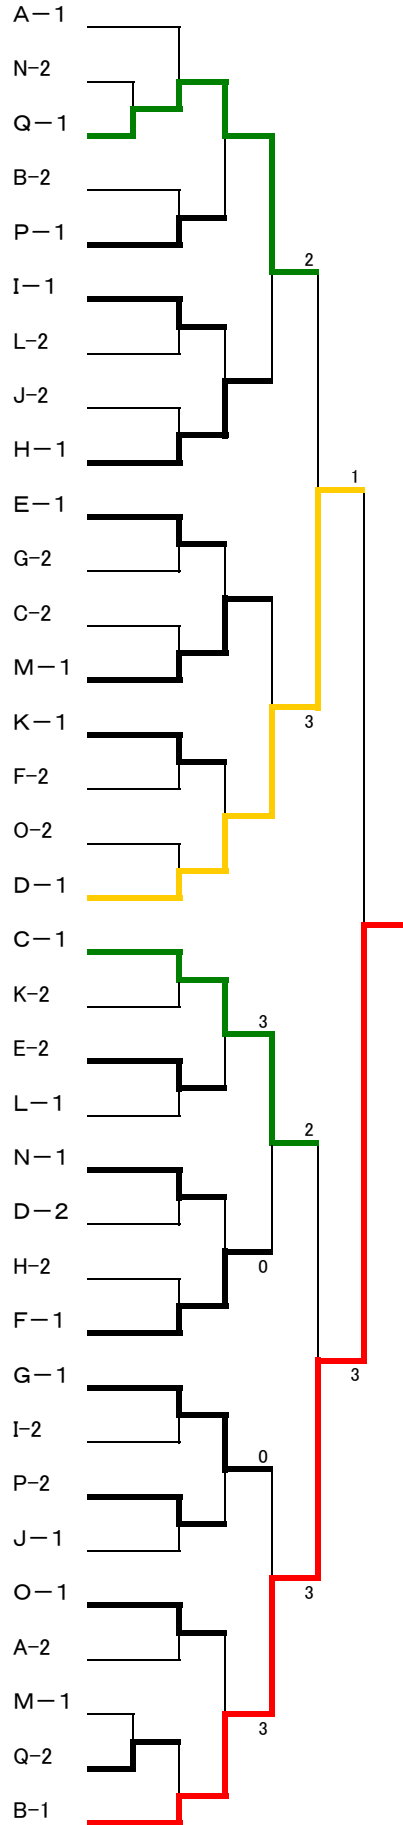 A－1
N-2
Q－1
B-2
P－1
2
I－1
L-2
J-2
H－1
1
E－1
G-2
C-2
M－1
K－1
3
F-2
O-2
D－1
C－1
K-2
3
E-2
L－1
2
N－1
D－2
H-2
0
F－1
G－1
3
I-2
0
P-2
J－1
O－1
3
A-2
M－1
3
Q-2
B-1